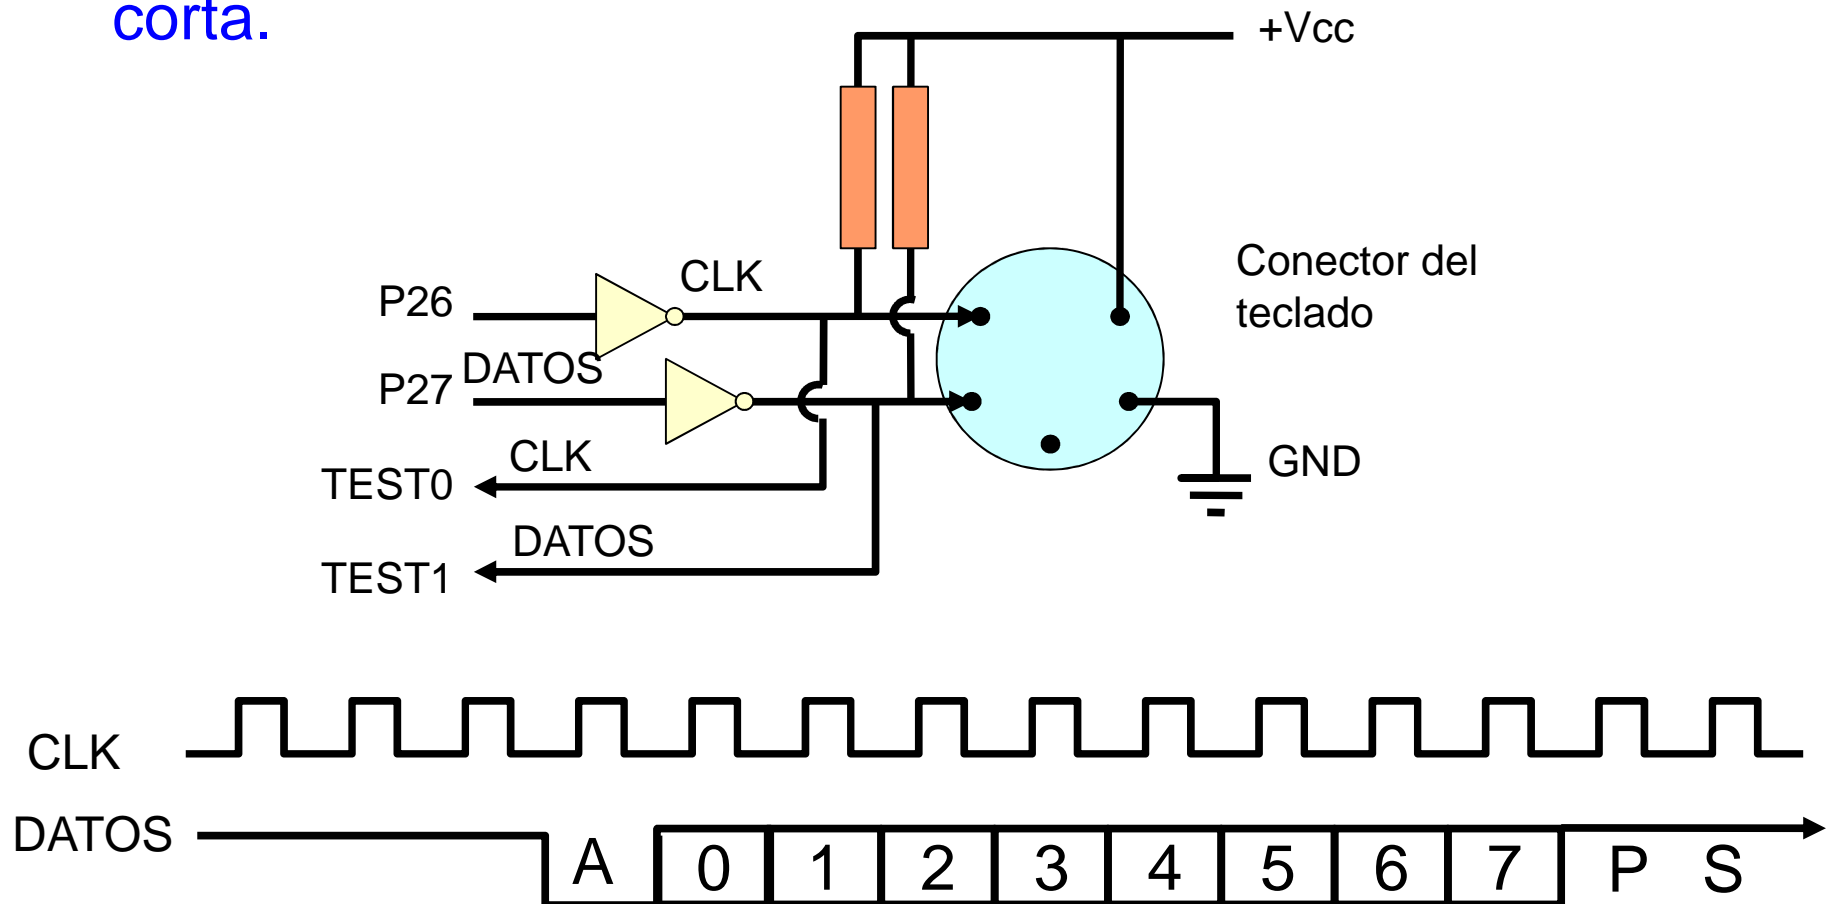 corta.
+Vcc
CLK
P26
Conector del
teclado
DATOS
P27
CLK
TEST0
GND
DATOS
TEST1
CLK
DATOS
A 0 1 2 3 4 5 6 7 P S